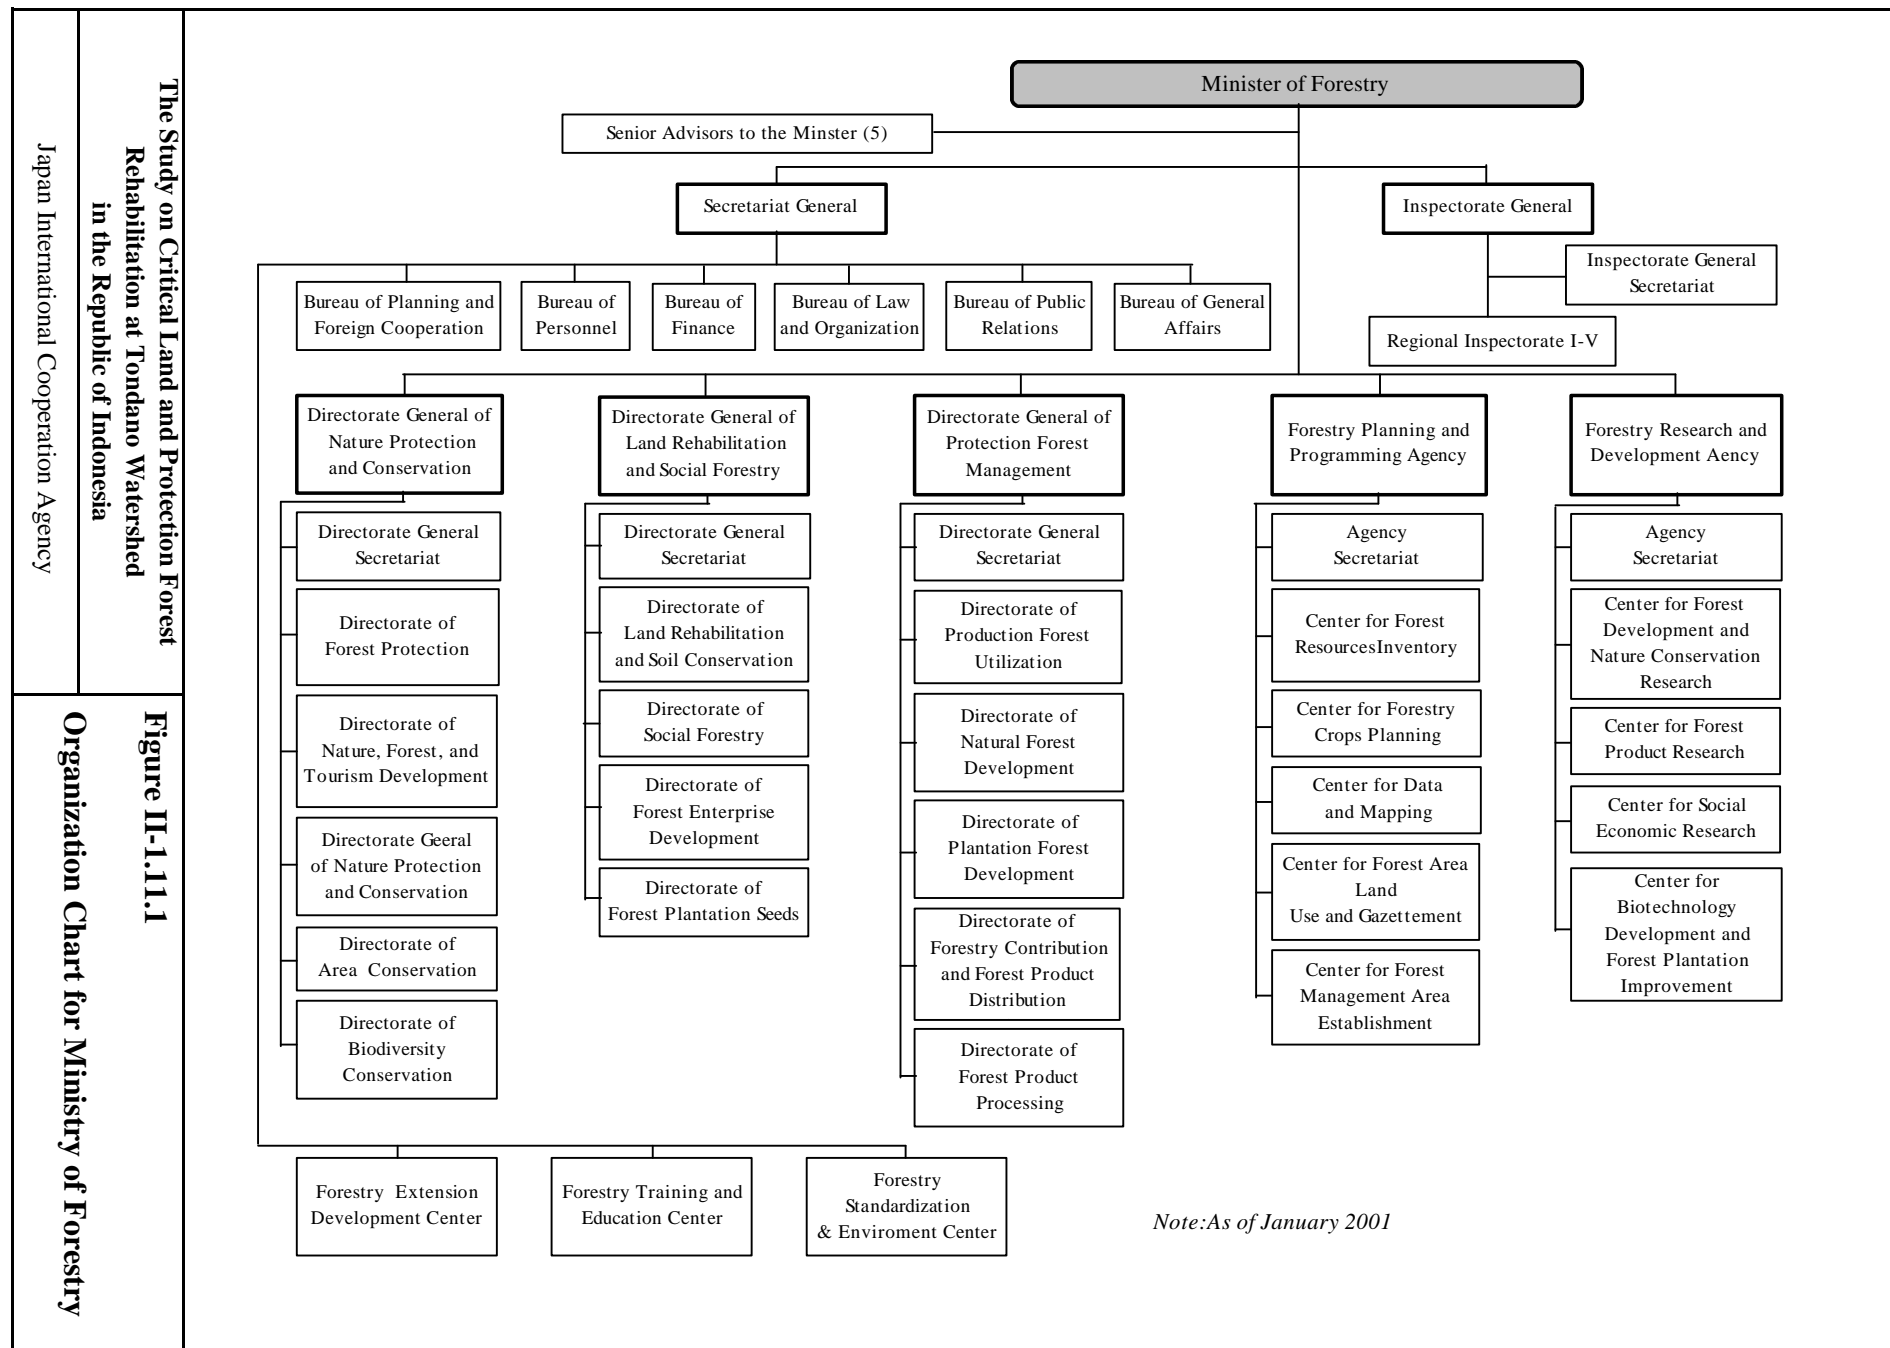 The Study on Critical Land and Protection Forest
Rehabilitation at Tondano Watershed
in the Republic of Indonesia
Japan International Cooperation Agency
Figure II-1.11.1
Organization Chart for Ministry of Forestry
Minister of Forestry
Senior Advisors to the Minster (5)
Secretariat General
Inspectorate General
Inspectorate General
Secretariat
Regional Inspectorate I-V
Bureau of Planning and
Foreign Cooperation
Bureau of
Personnel
Bureau of
Finance
Bureau of Law
and Organization
Bureau of Public
Relations
Bureau of General
Affairs
Directorate General of
Nature Protection
and Conservation
Directorate General
Secretariat
Directorate of
Forest Protection
Directorate of
Nature, Forest, and
Tourism Development
Directorate Geeral
of Nature Protection
and Conservation
Directorate of
Area Conservation
Directorate of
Biodiversity
Conservation
Directorate General of
Land Rehabilitation
and Social Forestry
Directorate General
Secretariat
Directorate of
Land Rehabilitation
and Soil Conservation
Directorate of
Social Forestry
Directorate of
Forest Enterprise
Development
Directorate of
Forest Plantation Seeds
Directorate General of
Protection Forest
Management
Directorate General
Secretariat
Directorate of
Production Forest
Utilization
Directorate of
Natural Forest
Development
Directorate of
Plantation Forest
Development
Directorate of
Forestry Contribution
and Forest Product
Distribution
Directorate of
Forest Product
Processing
Forestry Planning and
Programming Agency
Agency
Secretariat
Center for Forest
ResourcesInventory
Center for Forestry
Crops Planning
Center for Data
and Mapping
Center for Forest Area
Land
Use and Gazettement
Center for Forest
Management Area
Establishment
Forestry Research and
Development Aency
Agency
Secretariat
Center for Forest
Development and
Nature Conservation
Research
Center for Forest
Product Research
Center for Social
Economic Research
Center for
Biotechnology
Development and
Forest Plantation
Improvement
Forestry Extension
Development Center
Forestry Training and
Education Center
Forestry
Standardization
& Enviroment Center
Note:As of January 2001